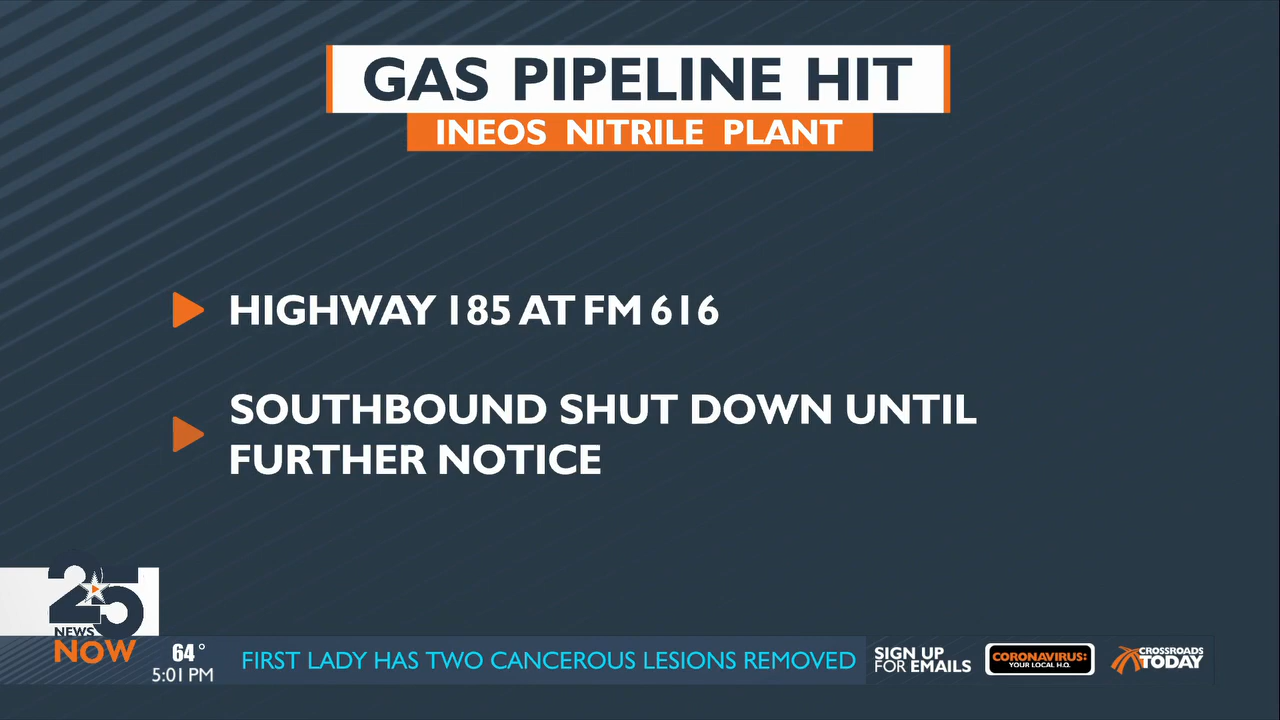 GAS PIPELINE HIT
INEOS NITRILE PLANT
HIGHWAY 185 AT FM 616
SOUTHBOUND SHUT DOWN UNTIL
FURTHER NOTICE
25
NEWS
NOW
64°
5:01 PM
FIRST LADY HAS TWO CANCEROUS LESIONS REMOVED
SIGN UP
FOR EMAILS
CORONAVIRUS:
YOUR LOCAL H.Q.
CROSSROADS
TODAY